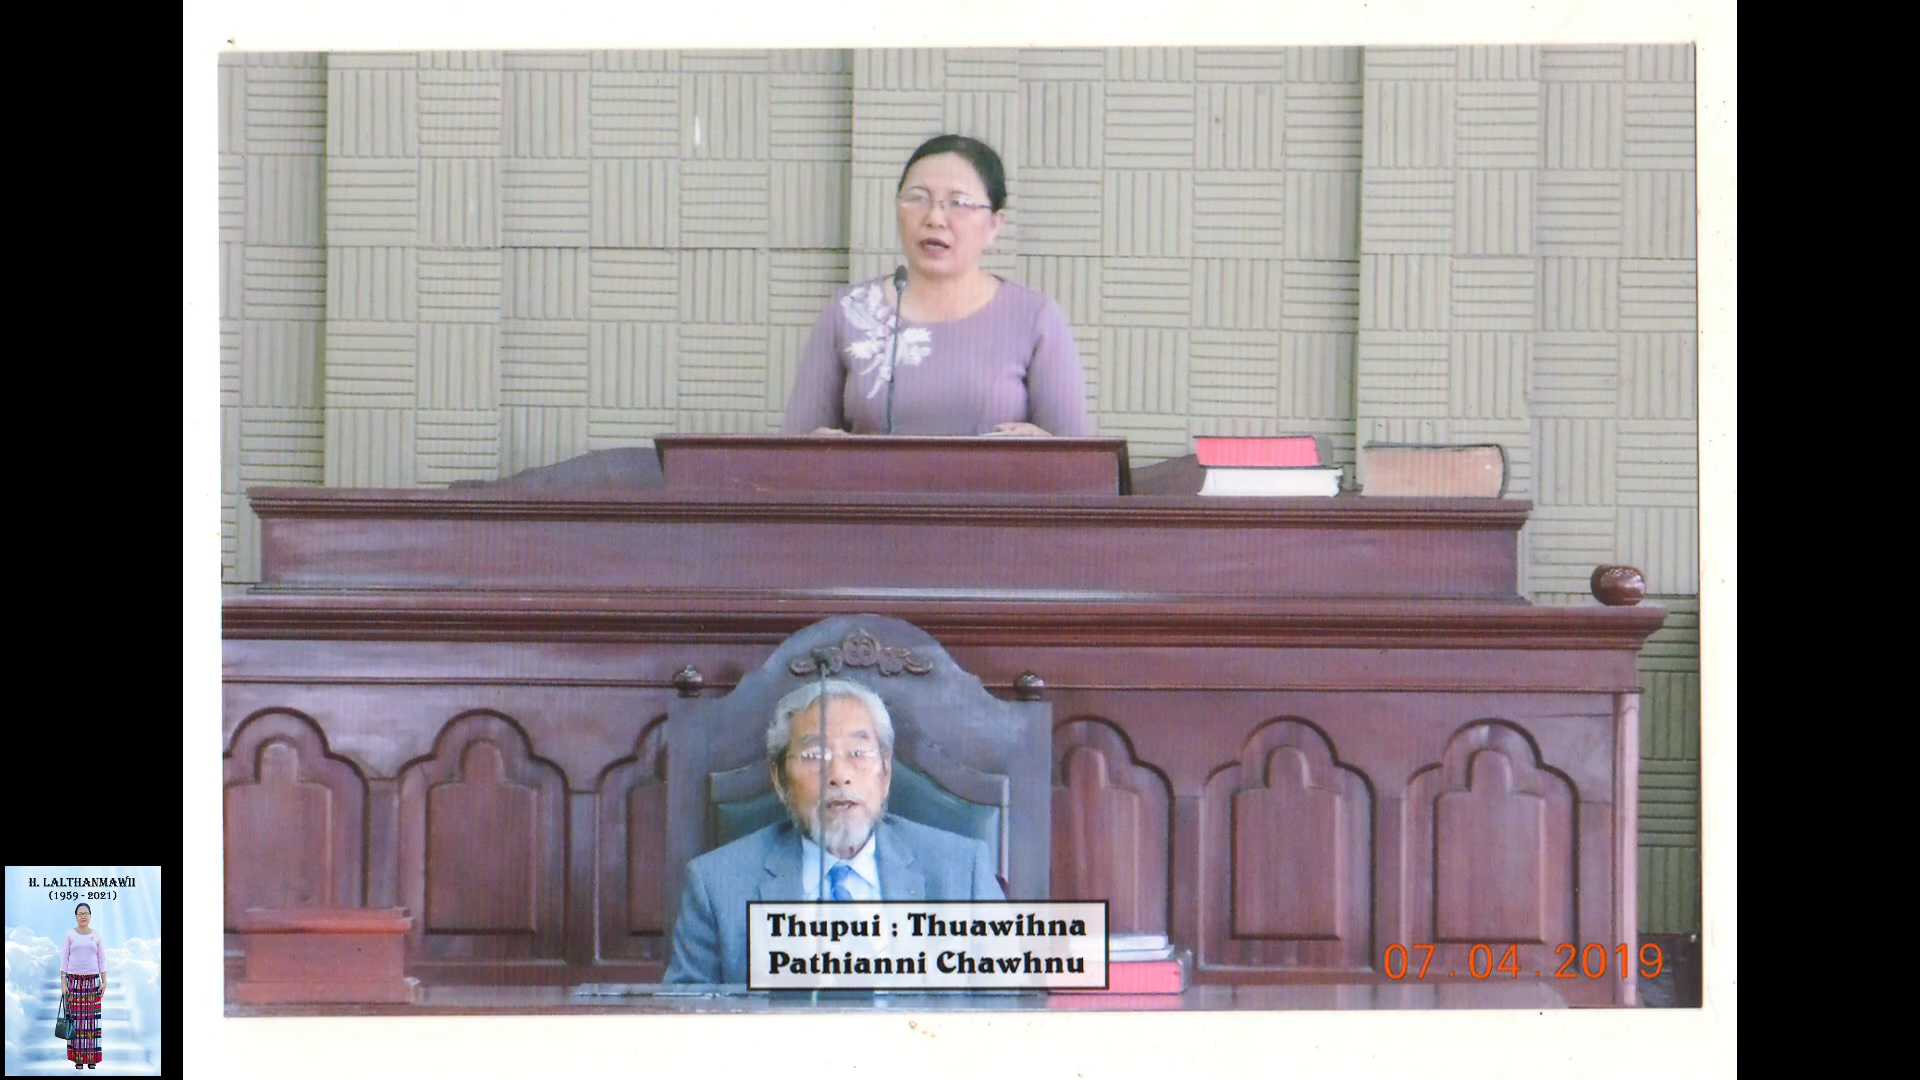 H. LALTHANMAWII
(1959 - 2021)
Thupui : Thuawihna
Pathianni Chawhnu
07.04.2019